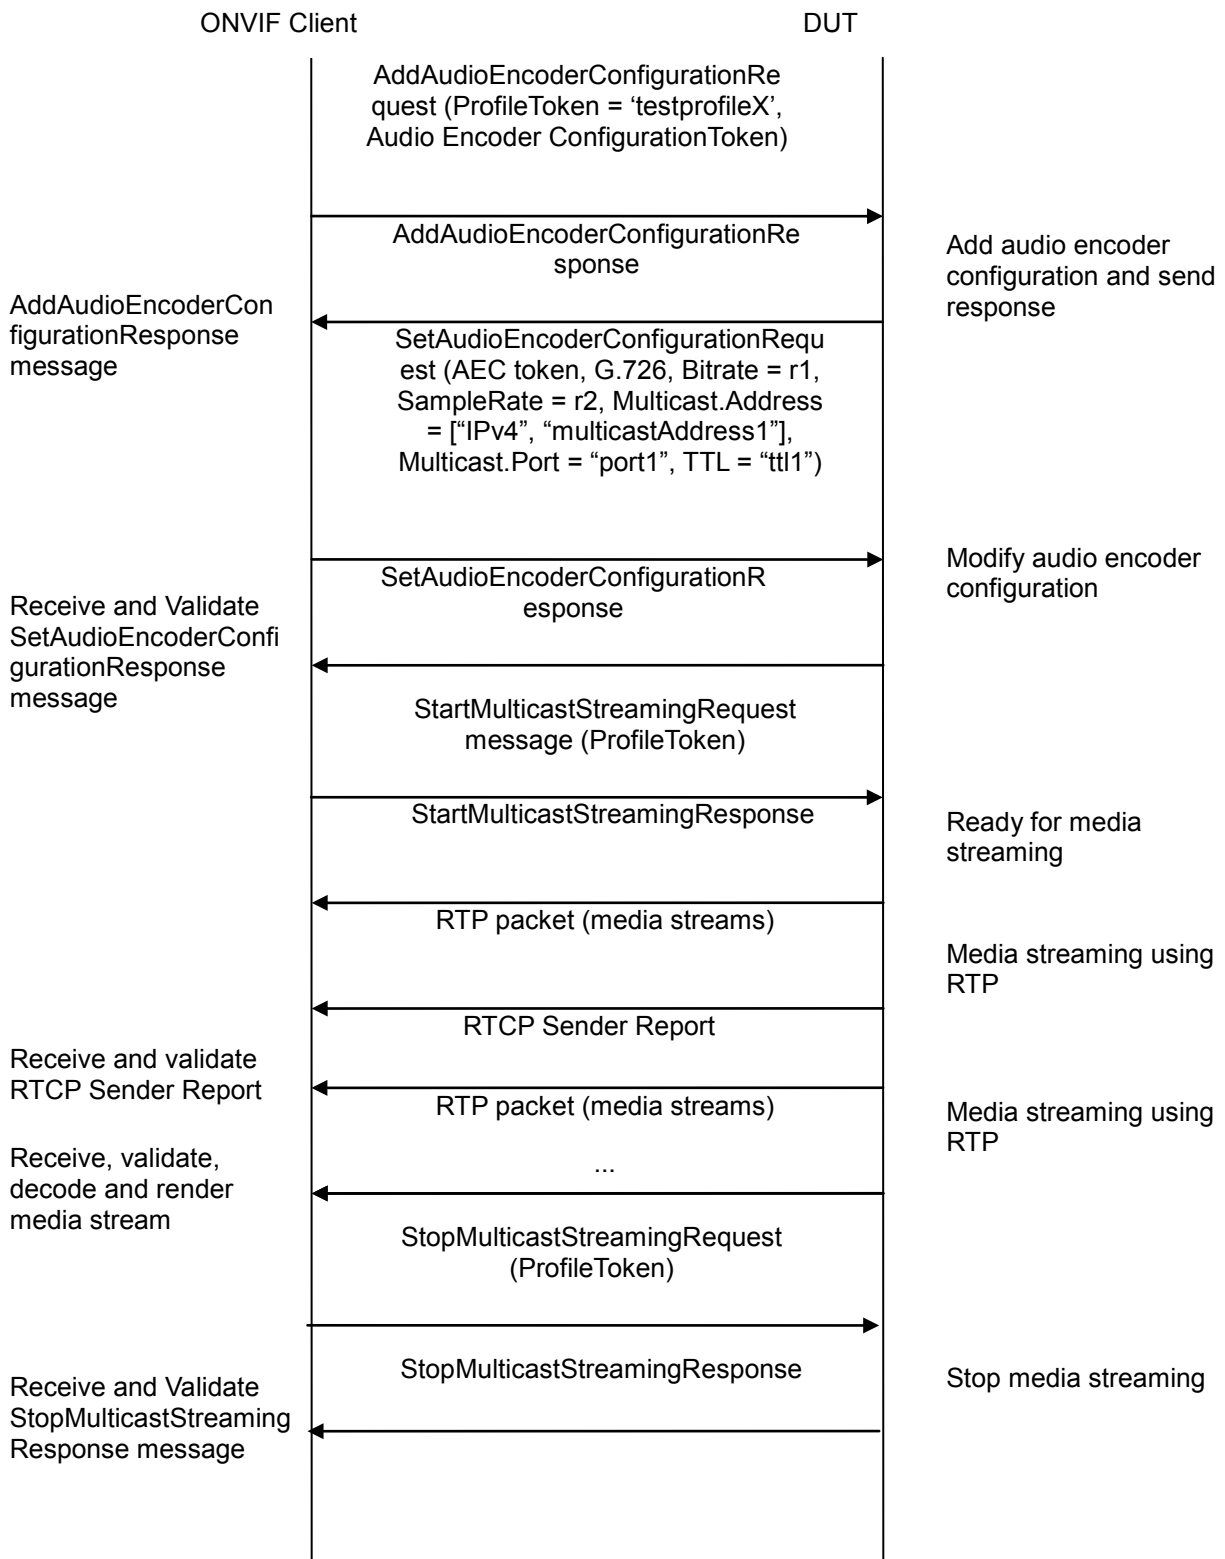 ONVIF Client
DUT
AddAudioEncoderConfigurationRe
quest (ProfileToken = ‘testprofileX’,
Audio Encoder ConfigurationToken)
AddAudioEncoderConfigurationRe
sponse
Add audio encoder
configuration and send
response
AddAudioEncoderCon
figurationResponse
message
SetAudioEncoderConfigurationRequ
est (AEC token, G.726, Bitrate = r1,
SampleRate = r2, Multicast.Address
= [“IPv4”, “multicastAddress1”],
Multicast.Port = “port1”, TTL = “ttl1”)
Modify audio encoder
configuration
SetAudioEncoderConfigurationR
esponse
Receive and Validate
SetAudioEncoderConfi
gurationResponse
message
StartMulticastStreamingRequest
message (ProfileToken)
StartMulticastStreamingResponse
Ready for media
streaming
RTP packet (media streams)
Media streaming using
RTP
RTCP Sender Report
Receive and validate
RTCP Sender Report
RTP packet (media streams)
Media streaming using
RTP
Receive, validate,
decode and render
media stream
...
StopMulticastStreamingRequest
(ProfileToken)
StopMulticastStreamingResponse
Stop media streaming
Receive and Validate
StopMulticastStreaming
Response message